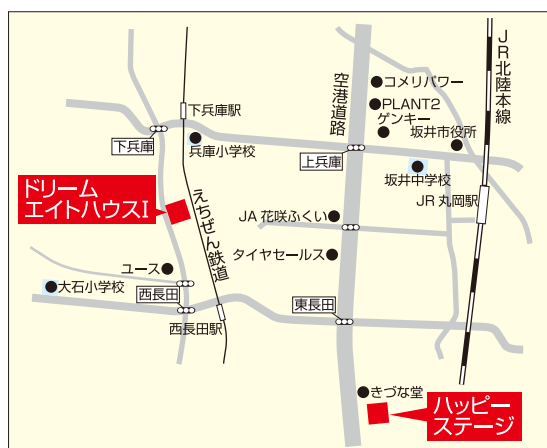 JR北陸本線
空港道路
コメリパワー
PLANT2
ゲンキー
坂井市役所
下兵庫駅
下兵庫
兵庫小学校
上兵庫
坂井中学校
JR丸岡駅
ドリーム
エイトハウスI
えちぜん鉄道
JA花咲ふくい
タイヤセールス
ユース
大石小学校
西長田
西長田駅
東長田
きづな堂
ハッピー
ステージ